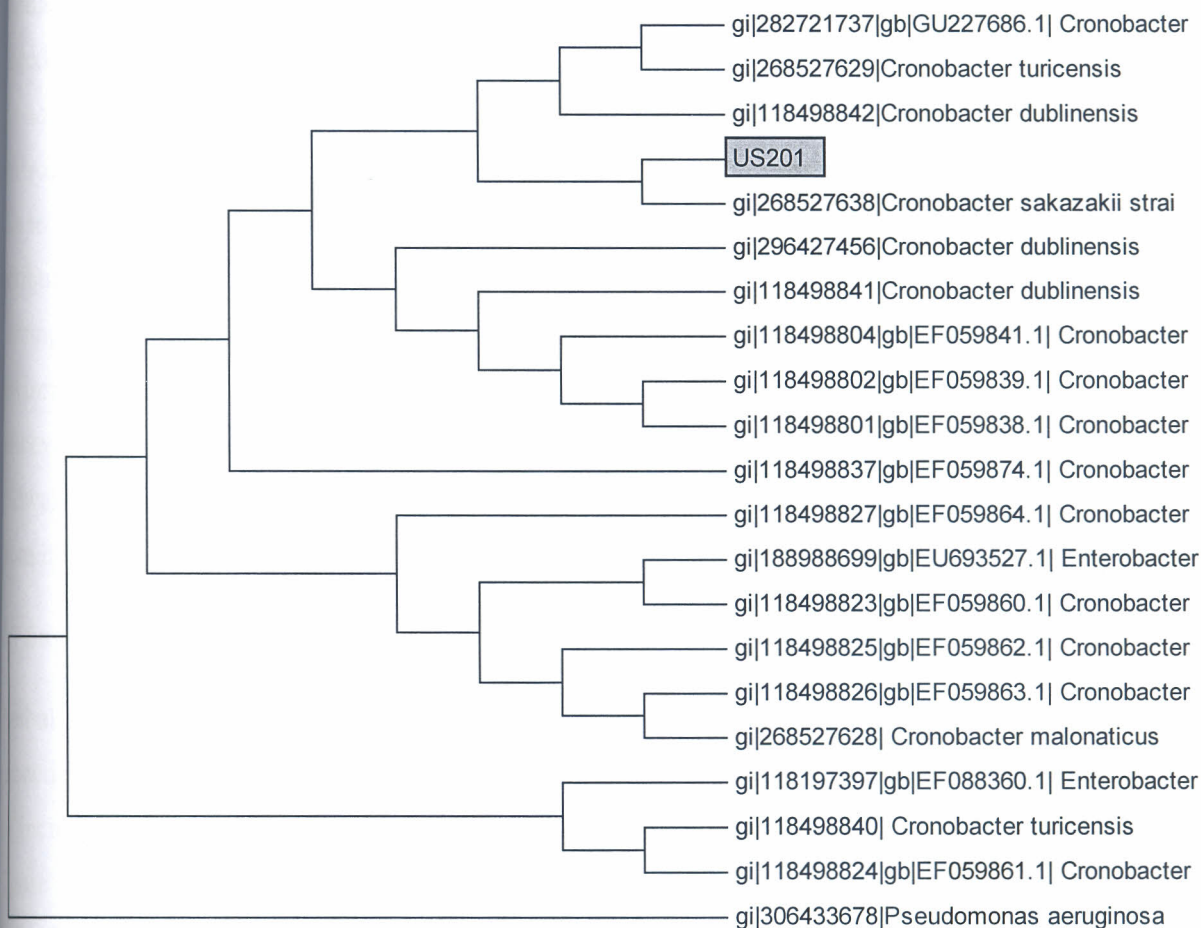 gi|282721737|gb|GU227686.1| Cronobacter
gi|268527629|Cronobacter turicensis
gi|118498842|Cronobacter dublinensis
US201
gi|268527638|Cronobacter sakazakii strai
gi|296427456|Cronobacter dublinensis
gi|118498841|Cronobacter dublinensis
gi|118498804|gb|EF059841.1| Cronobacter
gi|118498802|gb|EF059839.1| Cronobacter
gi|118498801|gb|EF059838.1| Cronobacter
gi|118498837|gb|EF059874.1| Cronobacter
gi|118498827|gb|EF059864.1| Cronobacter
gi|188988699|gb|EU693527.1| Enterobacter
gi|118498823|gb|EF059860.1| Cronobacter
gi|118498825|gb|EF059862.1| Cronobacter
gi|118498826|gb|EF059863.1| Cronobacter
gi|268527628| Cronobacter malonaticus
gi|118197397|gb|EF088360.1| Enterobacter
gi|118498840| Cronobacter turicensis
gi|118498824|gb|EF059861.1| Cronobacter
gi|306433678|Pseudomonas aeruginosa